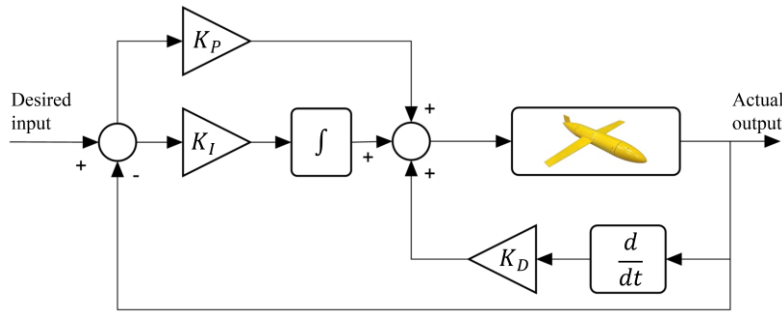 K_P
Desired
input
+
-
K_I
∫
+
+
+
Actual
output
K_D
d
dt